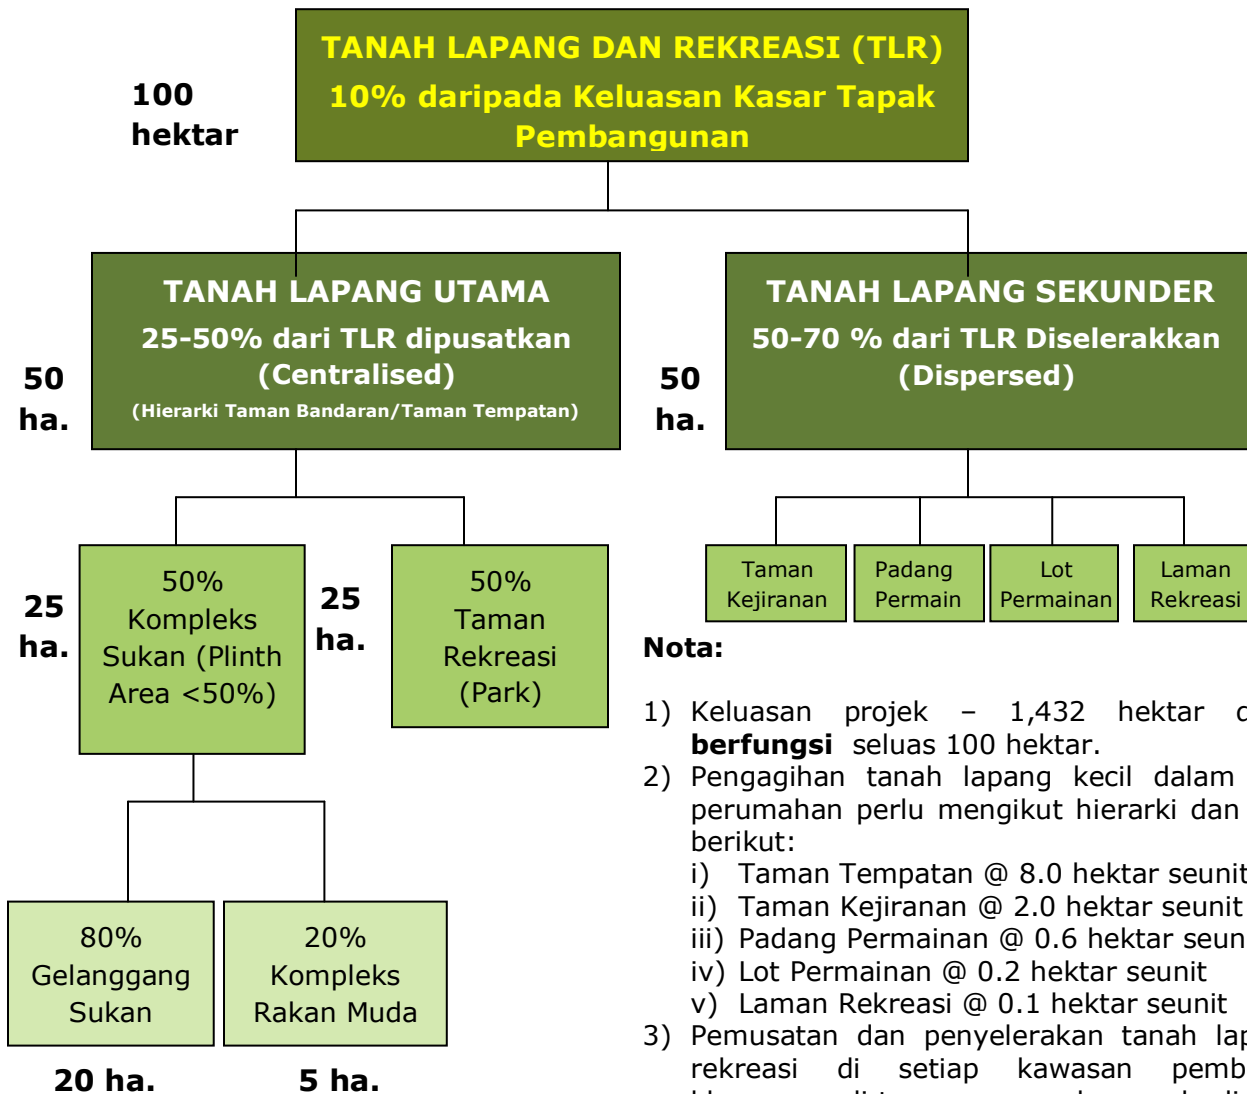 TANAH LAPANG DAN REKREASI (TLR)
10% daripada Keluasan Kasar Tapak
Pembangunan
100
hektar
TANAH LAPANG UTAMA
25-50% dari TLR dipusatkan
(Centralised)
(Hierarki Taman Bandaran/Taman Tempatan)
50
ha.
TANAH LAPANG SEKUNDER
50-70 % dari TLR Diselerakkan
(Dispersed)
50
ha.
50%
Kompleks
Sukan (Plinth
Area <50%)
25
ha.
50%
Taman
Rekreasi
(Park)
25
ha.
Taman
Kejiranan
Padang
Permain
Lot
Permainan
Laman
Rekreasi
80%
Gelanggang
Sukan
20 ha.
20%
Kompleks
Rakan Muda
5 ha.
Nota:
1) Keluasan projek – 1,432 hektar
berfungsi seluas 100 hektar.
2) Pengagihan tanah lapang kecil dalam
perumahan perlu mengikut hierarki dan
berikut:
i) Taman Tempatan @ 8.0 hektar seunit
ii) Taman Kejiranan @ 2.0 hektar seunit
iii) Padang Permainan @ 0.6 hektar seun
iv) Lot Permainan @ 0.2 hektar seunit
v) Laman Rekreasi @ 0.1 hektar seunit
3) Pemusatan dan penyelerakan tanah lap
rekreasi di setiap kawasan pemb